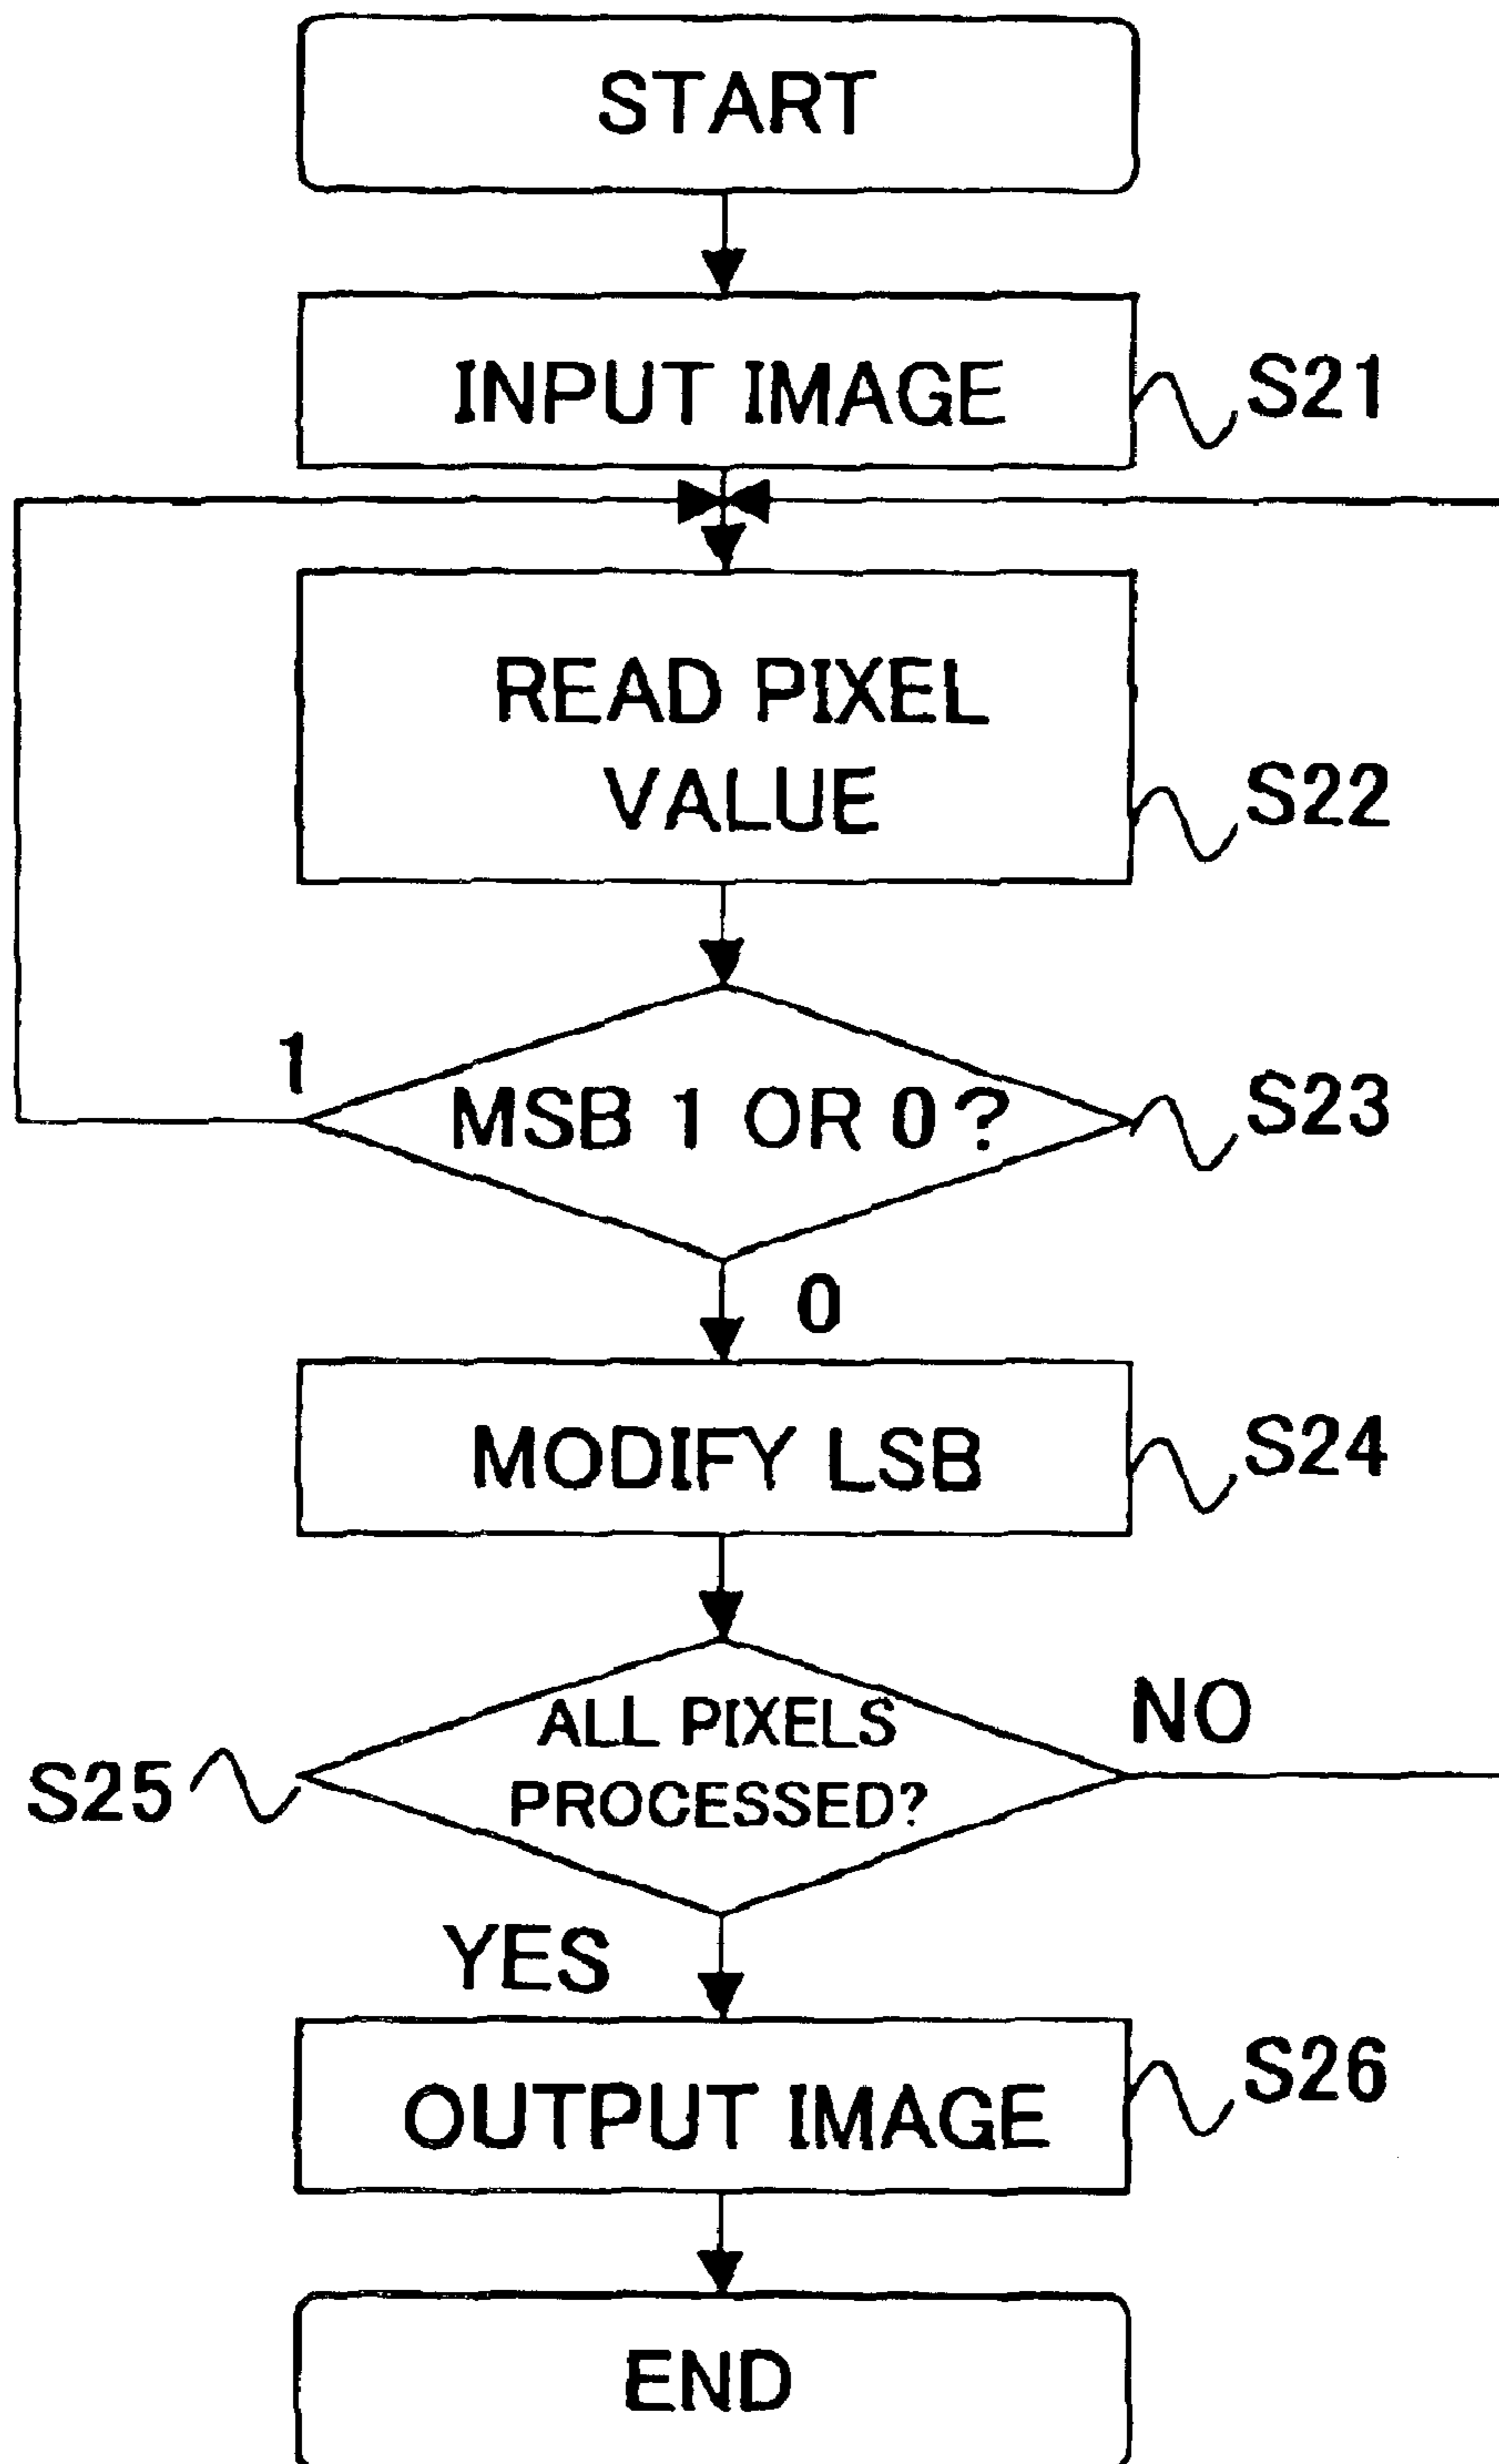 START
INPUT IMAGE
S21
READ PIXEL
VALUE
S22
1
MSB 1 OR 0?
S23
0
MODIFY LSB
S24
ALL PIXELS
PROCESSED?
NO
S25
YES
OUTPUT IMAGE
S26
END